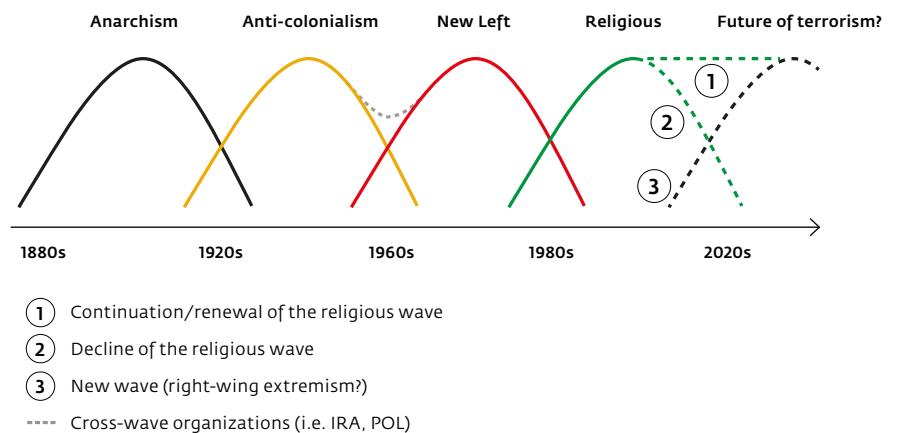 Anarchism Anti-colonialism New Left Religious Future of terrorism?
1
2
3
1880s 1920s 1960s 1980s 2020s
1 Continuation/renewal of the religious wave
2 Decline of the religious wave
3 New wave (right-wing extremism?)
Cross-wave organizations (i.e. IRA, POL)